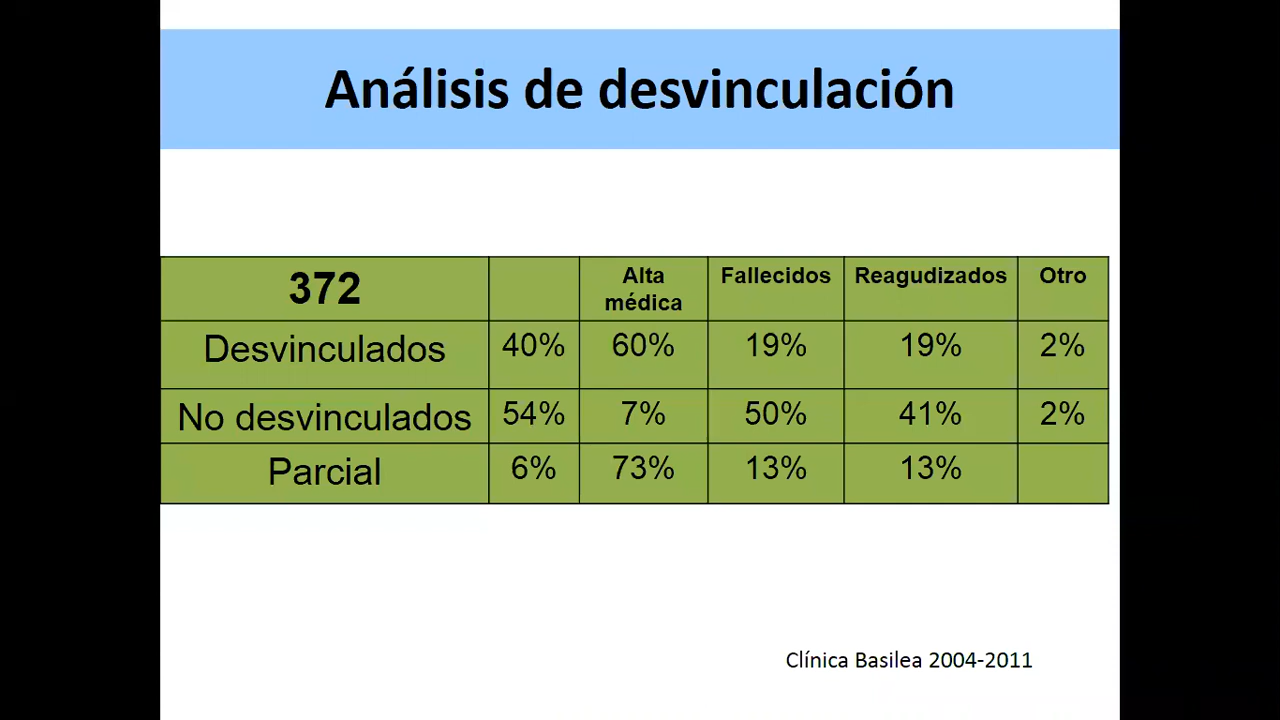 Análisis de desvinculación
372 Alta médica Fallecidos Reagudizados Otro
Desvinculados 40% 60% 19% 19% 2%
No desvinculados 54% 7% 50% 41% 2%
Parcial 6% 73% 13% 13%
Clínica Basilea 2004-2011